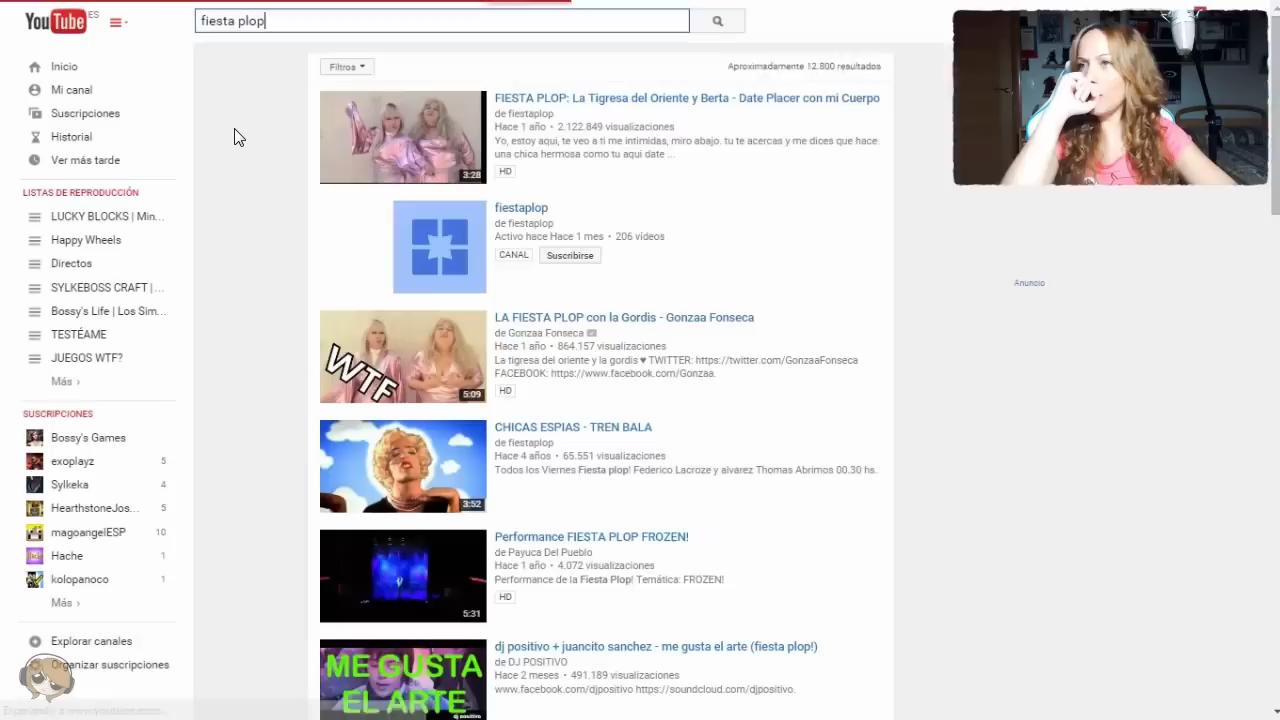 YouTube ES
fiesta plop
Inicio
Mi canal
Suscripciones
Historial
Ver más tarde
LISTAS DE REPRODUCCIÓN
LUCKY BLOCKS | Min...
Happy Wheels
Directos
SYLKEBOSS CRAFT | ...
Bossy's Life | Los Sim...
TESTÉAME
JUEGOS WTF?
Más ›
SUSCRIPCIONES
Bossy's Games
exoplayz 5
Sylkeka 4
HearthstoneJos... 5
magoangelESP 10
Hache 1
kolopanoco 1
Más ›
Explorar canales
Organizar suscripciones
Filtros
Aproximadamente 12.800 resultados
3:28
FIESTA PLOP: La Tigresa del Oriente y Berta - Date Placer con mi Cuerpo
de fiestaplop
Hace 1 año • 2.122.849 visualizaciones
Yo, estoy aqui, te veo a ti me intimidas, miro abajo. tu te acercas y me dices que hace
una chica hermosa como tu aqui date ...
HD
fiestaplop
de fiestaplop
Activo hace Hace 1 mes • 206 vídeos
CANAL
Suscribirse
WTF
5:09
LA FIESTA PLOP con la Gordis - Gonzaa Fonseca
de Gonzaa Fonseca
Hace 1 año • 864.157 visualizaciones
La tigresa del oriente y la gordis ♥ TWITTER: https://twitter.com/GonzaaFonseca
FACEBOOK: https://www.facebook.com/Gonzaa.
HD
3:52
CHICAS ESPIAS - TREN BALA
de fiestaplop
Hace 4 años • 65.551 visualizaciones
Todos los Viernes Fiesta plop! Federico Lacroze y alvarez Thomas Abrimos 00.30 hs.
5:31
Performance FIESTA PLOP FROZEN!
de Payuca Del Pueblo
Hace 1 año • 4.072 visualizaciones
Performance de la Fiesta Plop! Temática: FROZEN!
HD
ME GUSTA
EL ARTE
dj positivo
dj positivo + juancito sanchez - me gusta el arte (fiesta plop!)
de DJ POSITIVO
Hace 2 meses • 491.189 visualizaciones
www.facebook.com/djpositivo https://soundcloud.com/djpositivo.
Anuncio